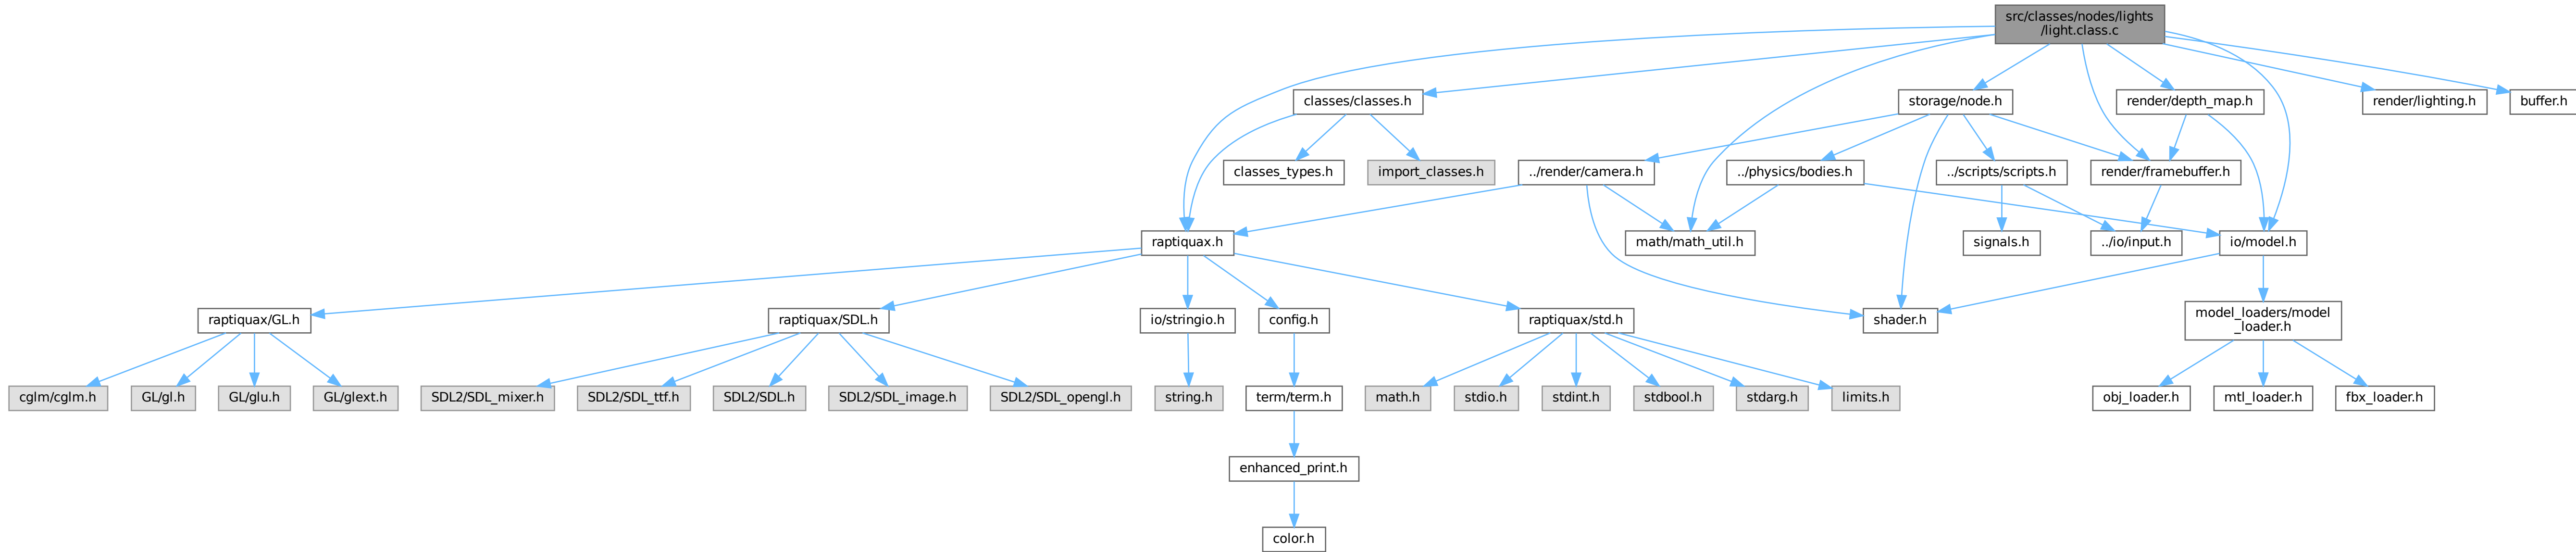 src/classes/nodes/lights
/light.class.c
classes/classes.h
storage/node.h
render/depth_map.h
render/lighting.h
buffer.h
classes_types.h
import_classes.h
../render/camera.h
../physics/bodies.h
../scripts/scripts.h
render/framebuffer.h
raptiquax.h
math/math_util.h
signals.h
../io/input.h
io/model.h
raptiquax/GL.h
raptiquax/SDL.h
io/stringio.h
config.h
raptiquax/std.h
shader.h
model_loaders/model
_loader.h
cglm/cglm.h
GL/gl.h
GL/glu.h
GL/glext.h
SDL2/SDL_mixer.h
SDL2/SDL_ttf.h
SDL2/SDL.h
SDL2/SDL_image.h
SDL2/SDL_opengl.h
string.h
term/term.h
math.h
stdio.h
stdint.h
stdbool.h
stdarg.h
limits.h
obj_loader.h
mtl_loader.h
fbx_loader.h
enhanced_print.h
color.h